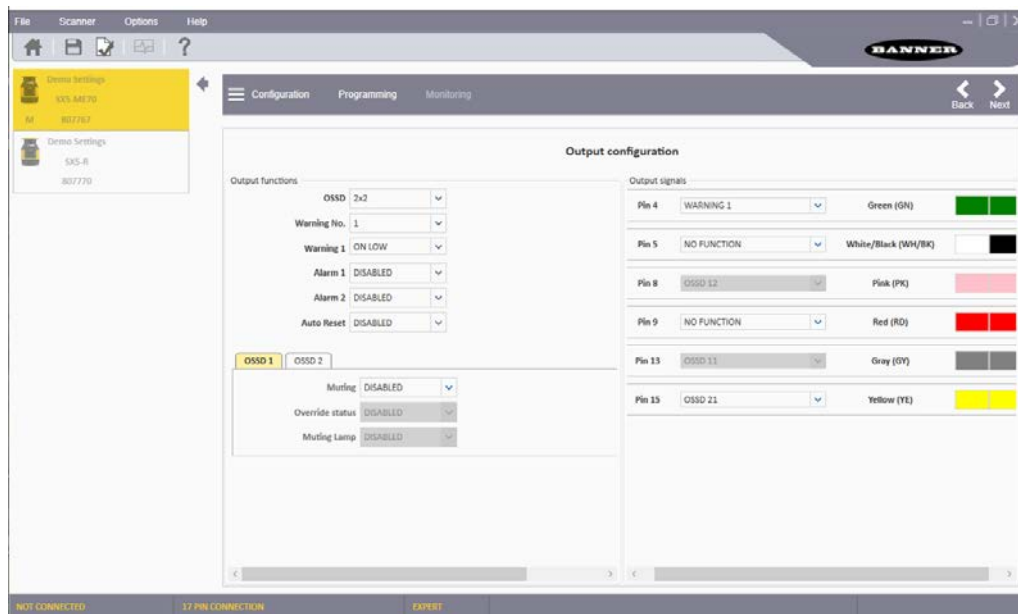 File Scanner Options Help
BANNER
Demo Settings
SX5-ME70
M 807767
Demo Settings
SX5-R
807770
Configuration Programming Monitoring
Back Next
Output configuration
Output functions
OSSD 2x2
Warning No. 1
Warning 1 ON LOW
Alarm 1 DISABLED
Alarm 2 DISABLED
Auto Reset DISABLED
OSSD 1 OSSD 2
Muting DISABLED
Override status DISABLED
Muting Lamp DISABLED
Output signals
Pin 4 WARNING 1 Green (GN)
Pin 5 NO FUNCTION White/Black (WH/BK)
Pin 8 OSSD 12 Pink (PK)
Pin 9 NO FUNCTION Red (RD)
Pin 13 OSSD 11 Gray (GY)
Pin 15 OSSD 21 Yellow (YE)
NOT CONNECTED 17 PIN CONNECTION EXPERT